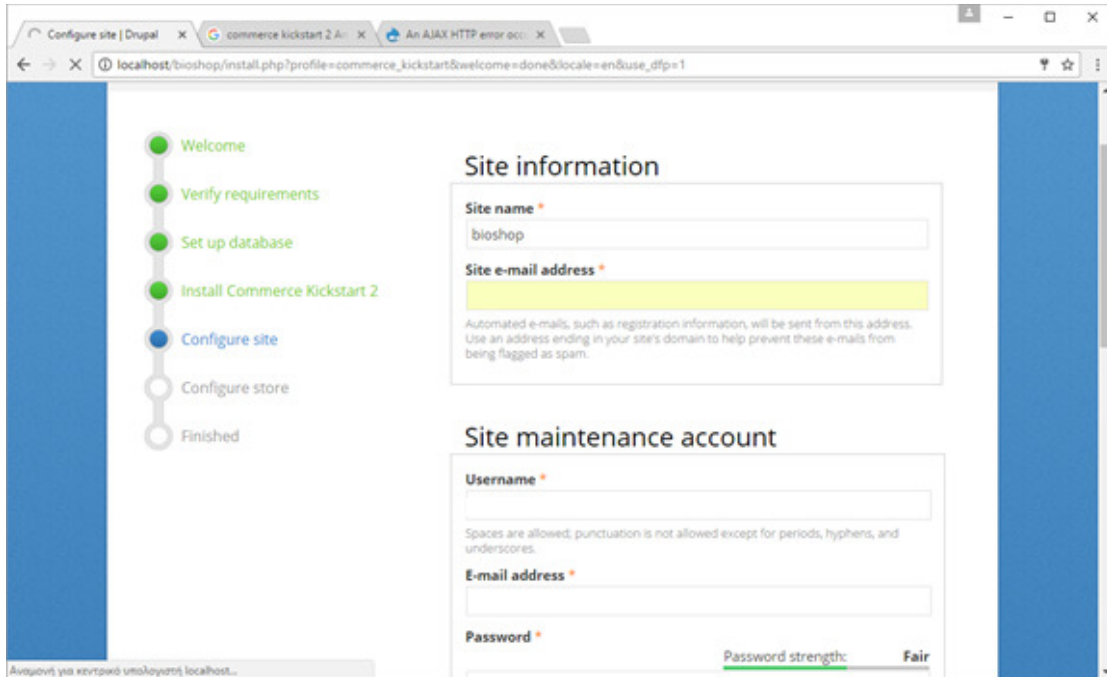 Configure site | Drupal
commerce kickstart 2 A
An AJAX HTTP error occ
localhost/bioshop/install.php?profile=commerce_kickstart&welcome=done&locale=en&use_dfp=1
Welcome
Verify requirements
Set up database
Install Commerce Kickstart 2
Configure site
Configure store
Finished
Site information
Site name *
bioshop
Site e-mail address *
Automated e-mails, such as registration information, will be sent from this address.
Use an address ending in your site's domain to help prevent these e-mails from
being flagged as spam.
Site maintenance account
Username *
Spaces are allowed; punctuation is not allowed except for periods, hyphens, and
underscores.
E-mail address *
Password *
Password strength: Fair
Αναμονή για κεντρικό υπολογιστή localhost...